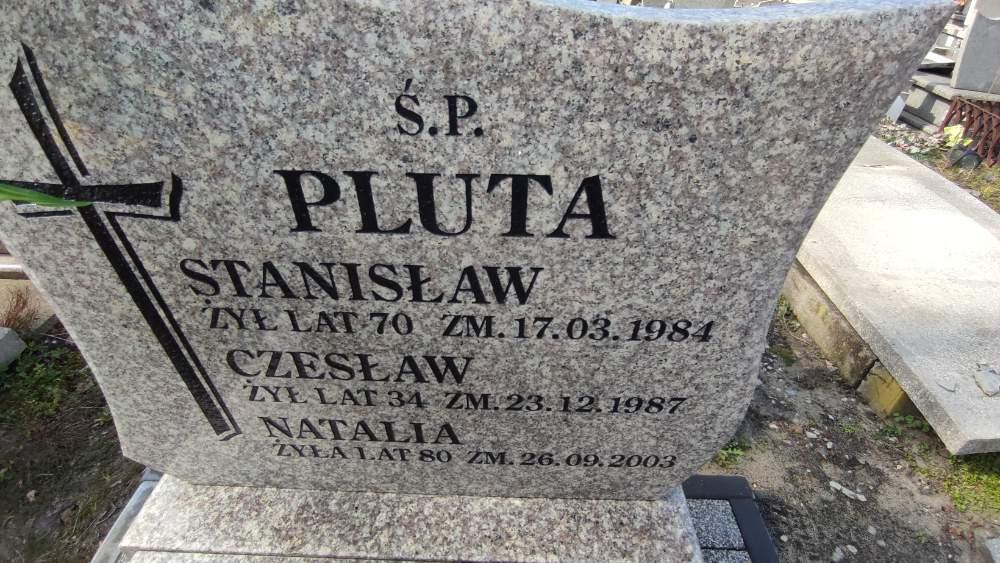 Ś.P.
PLUTA
STANISŁAW
ŻYŁ LAT 70 ZM. 17.03.1984
CZESŁAW
ŻYŁ LAT 34 ZM. 23.12.1987
NATALIA
ŻYŁA LAT 80 ZM. 26.09.2003